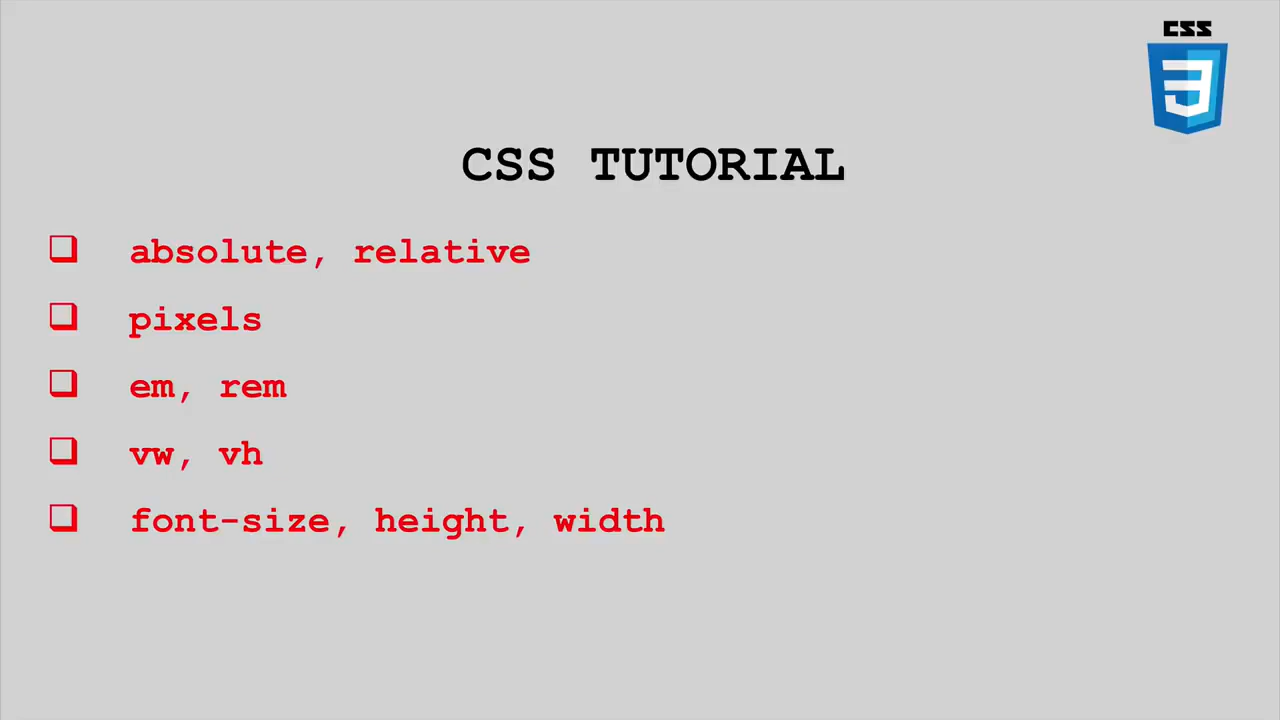 CSS
CSS TUTORIAL
absolute, relative
pixels
em, rem
vw, vh
font-size, height, width